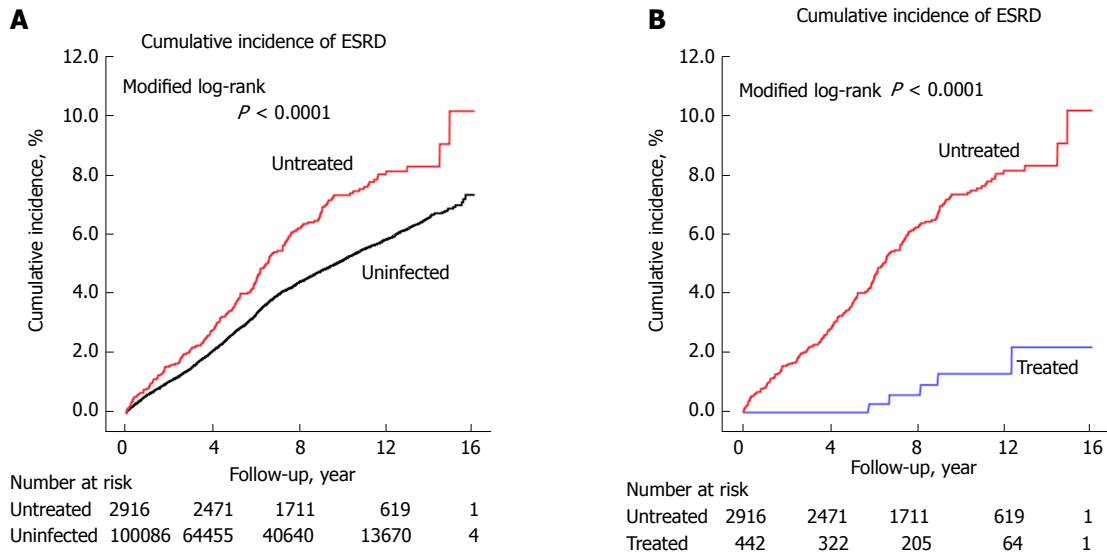 A
Cumulative incidence of ESRD
12.0
10.0
8.0
6.0
4.0
2.0
0.0
Cumulative incidence, %
Modified log-rank
P < 0.0001
Untreated
Uninfected
0 4 8 12 16
Follow-up, year
Number at risk
Untreated 2916 2471 1711 619 1
Uninfected 100086 64455 40640 13670 4
B
Cumulative incidence of ESRD
12.0
10.0
8.0
6.0
4.0
2.0
0.0
Cumulative incidence, %
Modified log-rank P < 0.0001
Untreated
Treated
0 4 8 12 16
Follow-up, year
Number at risk
Untreated 2916 2471 1711 619 1
Treated 442 322 205 64 1